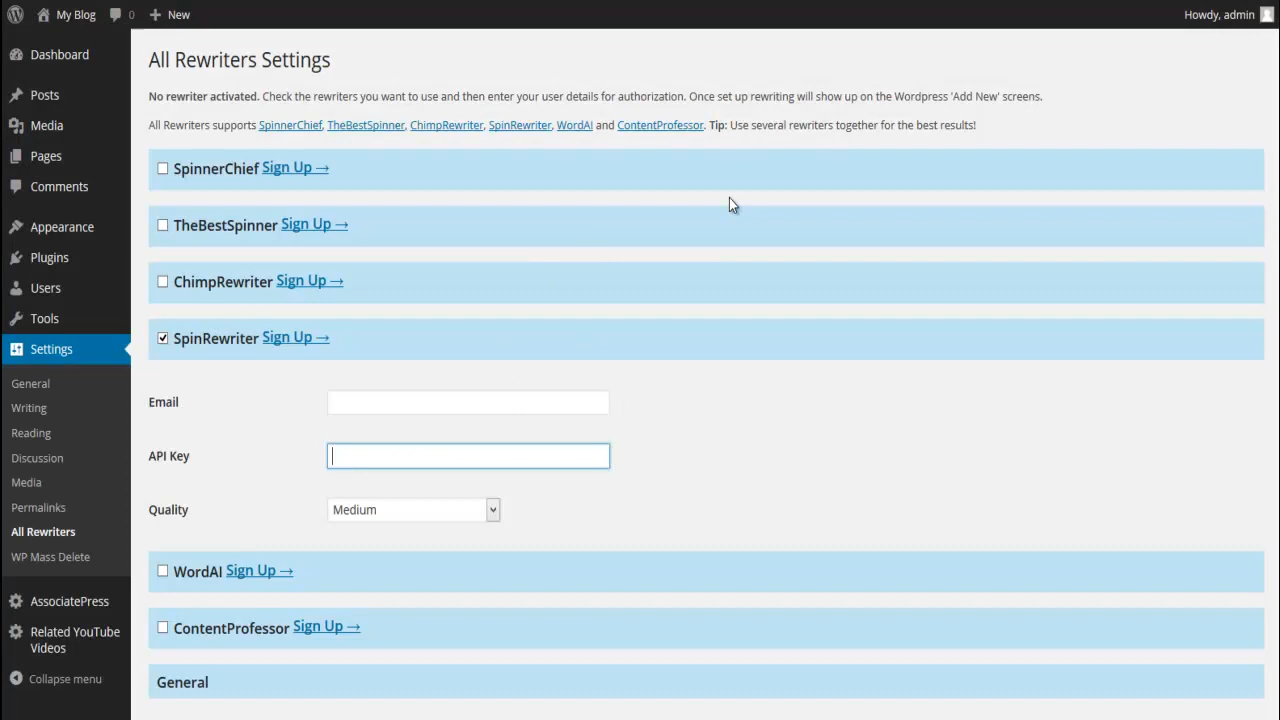 My Blog 0 New Howdy, admin
Dashboard
Posts
Media
Pages
Comments
Appearance
Plugins
Users
Tools
Settings
General
Writing
Reading
Discussion
Media
Permalinks
All Rewriters
WP Mass Delete
AssociatePress
Related YouTube
Videos
Collapse menu
All Rewriters Settings
No rewriter activated. Check the rewriters you want to use and then enter your user details for authorization. Once set up rewriting will show up on the Wordpress 'Add New' screens.
All Rewriters supports SpinnerChief, TheBestSpinner, ChimpRewriter, SpinRewriter, WordAI and ContentProfessor. Tip: Use several rewriters together for the best results!
SpinnerChief Sign Up →
TheBestSpinner Sign Up →
ChimpRewriter Sign Up →
SpinRewriter Sign Up →
Email
API Key
Quality Medium
WordAI Sign Up →
ContentProfessor Sign Up →
General